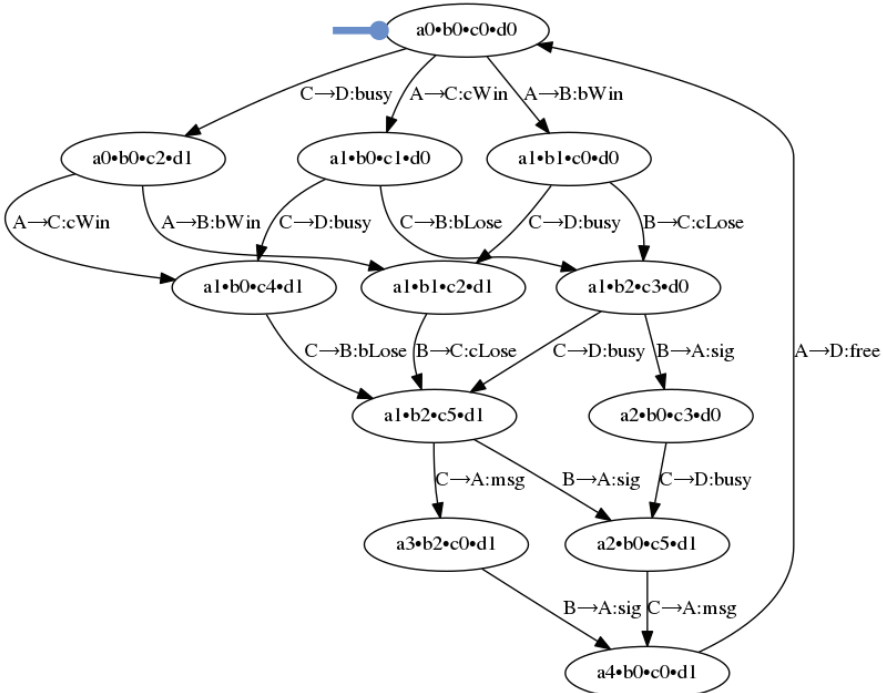 a0•b0•c0•d0
C→D:busy
A→C:cWin
A→B:bWin
a0•b0•c2•d1
a1•b0•c1•d0
a1•b1•c0•d0
A→C:cWin
A→B:bWin
C→D:busy
C→B:bLose
C→D:busy
B→C:cLose
a1•b0•c4•d1
a1•b1•c2•d1
a1•b2•c3•d0
C→B:bLose
B→C:cLose
C→D:busy
B→A:sig
A→D:free
a1•b2•c5•d1
a2•b0•c3•d0
C→A:msg
B→A:sig
C→D:busy
a3•b2•c0•d1
a2•b0•c5•d1
B→A:sig
C→A:msg
a4•b0•c0•d1